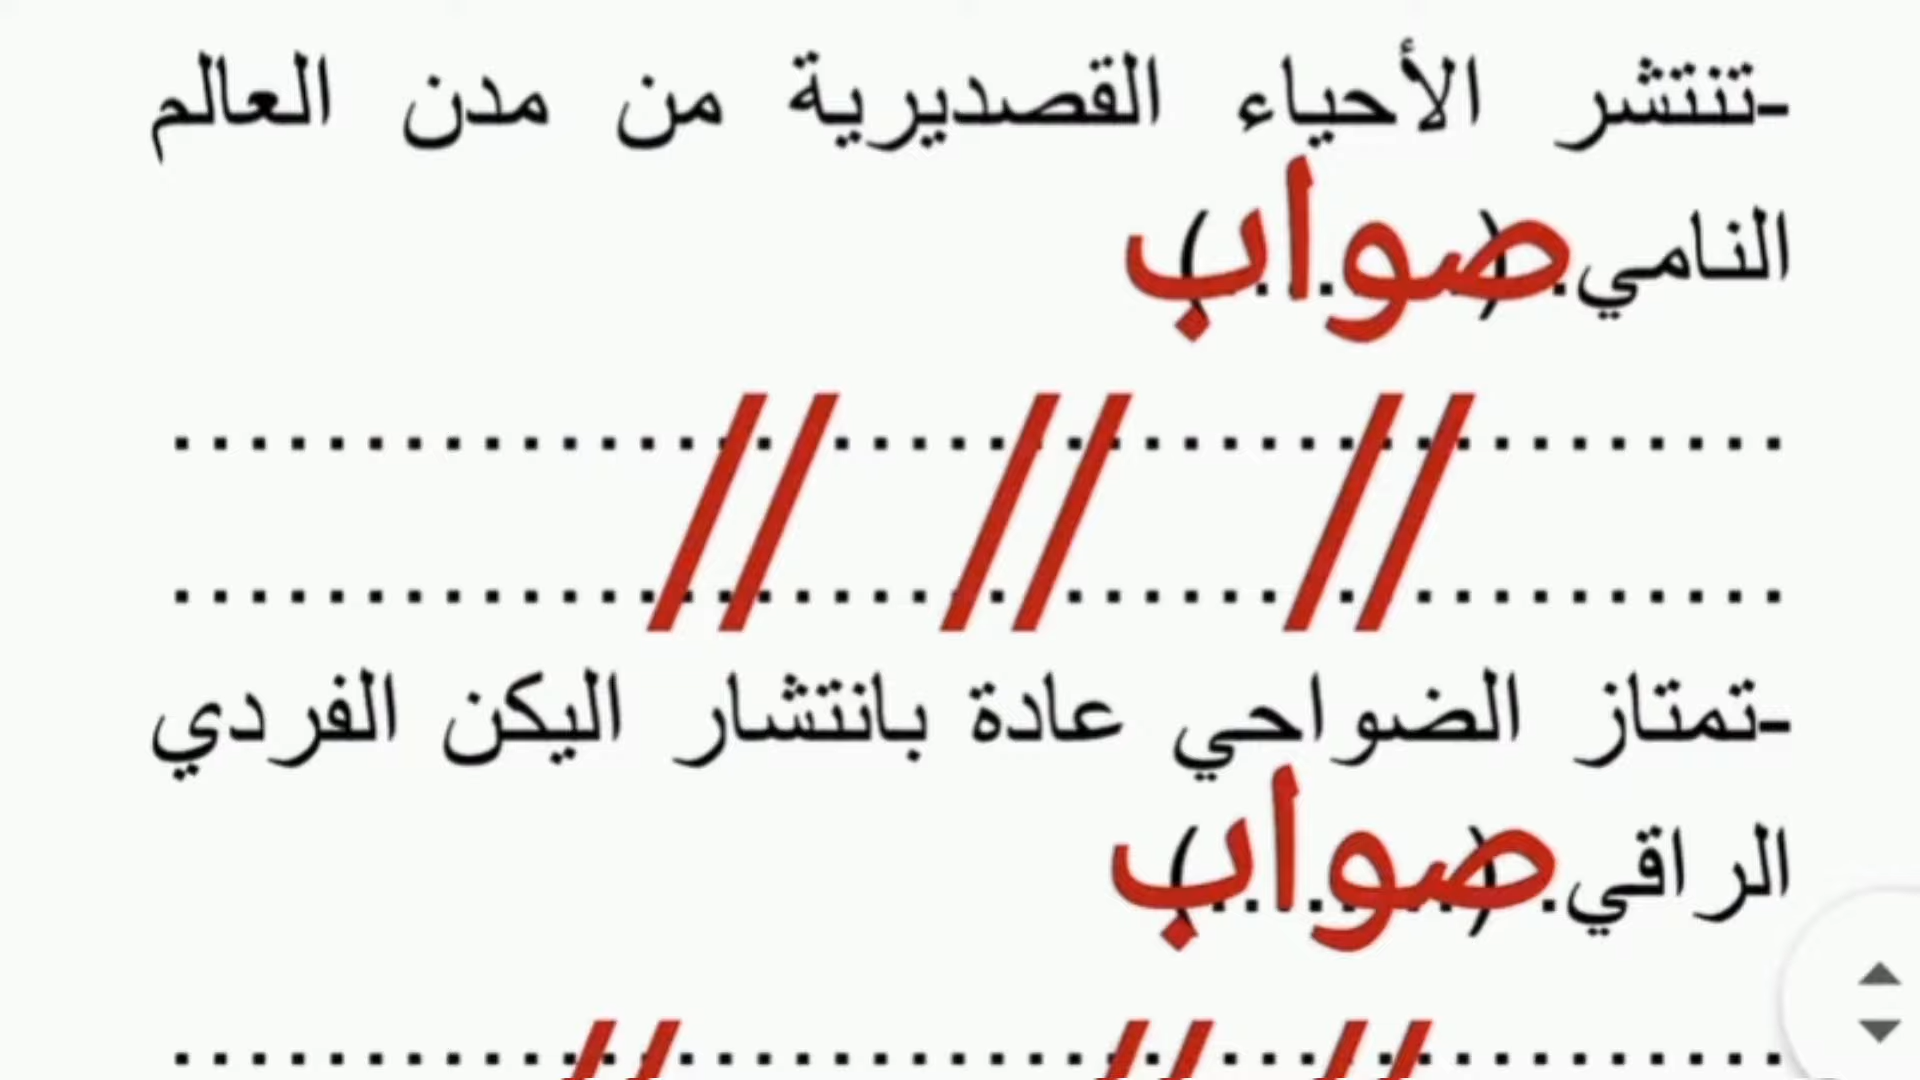 -تنتشر الأحياء القصديرية من مدن العالم
النامي. (صواب)
................//........//........//................
................//........//........//................
-تمتاز الضواحي عادة بانتشار اليكن الفردي
الراقي. (صواب)
................//........//........//................